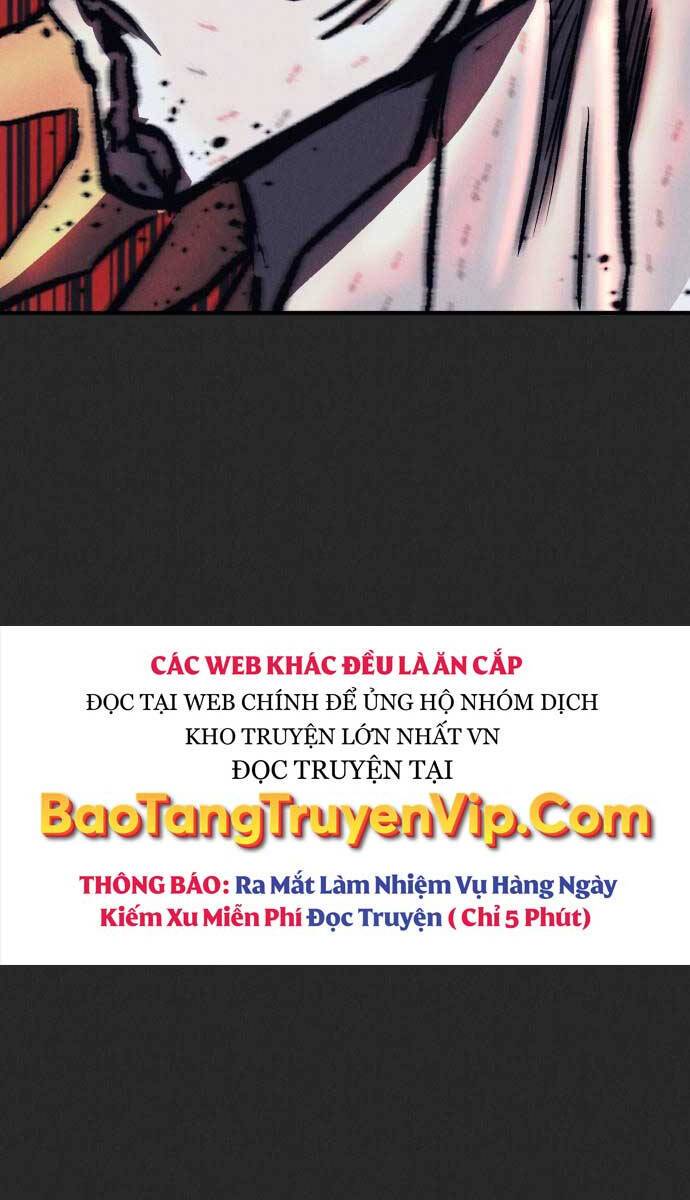 CÁC WEB KHÁC ĐỀU LÀ ĂN CẮP
ĐỌC TẠI WEB CHÍNH ĐỂ ỦNG HỘ NHÓM DỊCH
KHO TRUYỆN LỚN NHẤT VN
ĐỌC TRUYỆN TẠI
BaoTangTruyenVip.Com
THÔNG BÁO: Ra Mắt Làm Nhiệm Vụ Hàng Ngày
Kiếm Xu Miễn Phí Đọc Truyện ( Chỉ 5 Phút)